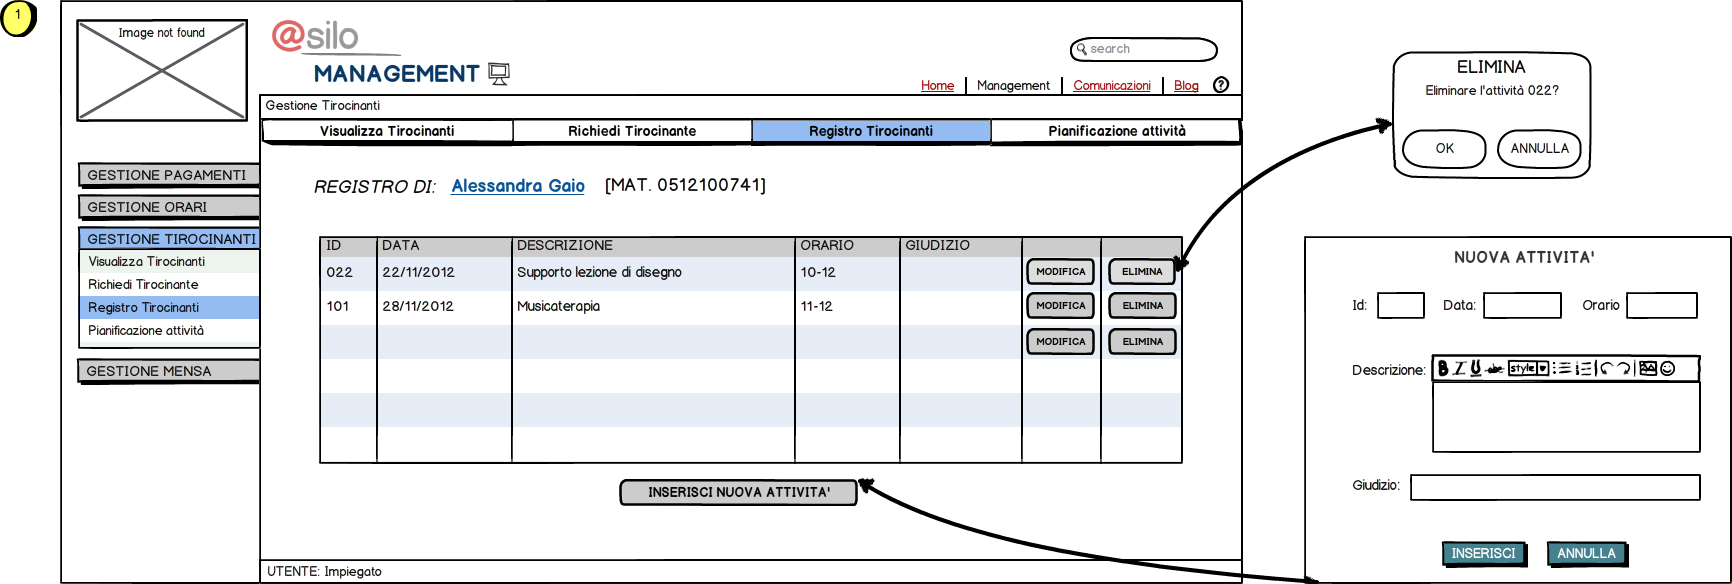 1
Image not found
@silo
MANAGEMENT
search
Home Management Comunicazioni Blog ?
Gestione Tirocinanti
Visualizza Tirocinanti Richiedi Tirocinante Registro Tirocinanti Pianificazione attività
GESTIONE PAGAMENTI
GESTIONE ORARI
GESTIONE TIROCINANTI
Visualizza Tirocinanti
Richiedi Tirocinante
Registro Tirocinanti
Pianificazione attività
GESTIONE MENSA
REGISTRO DI: Alessandra Gaio [MAT. 0512100741]
ID DATA DESCRIZIONE ORARIO GIUDIZIO
022 22/11/2012 Supporto lezione di disegno 10-12 MODIFICA ELIMINA
101 28/11/2012 Musicaterapia 11-12 MODIFICA ELIMINA
MODIFICA ELIMINA
INSERISCI NUOVA ATTIVITA'
UTENTE: Impiegato
ELIMINA
Eliminare l'attività 022?
OK ANNULLA
NUOVA ATTIVITA'
Id: Data: Orario
Descrizione: B I U abc style
Giudizio:
INSERISCI ANNULLA